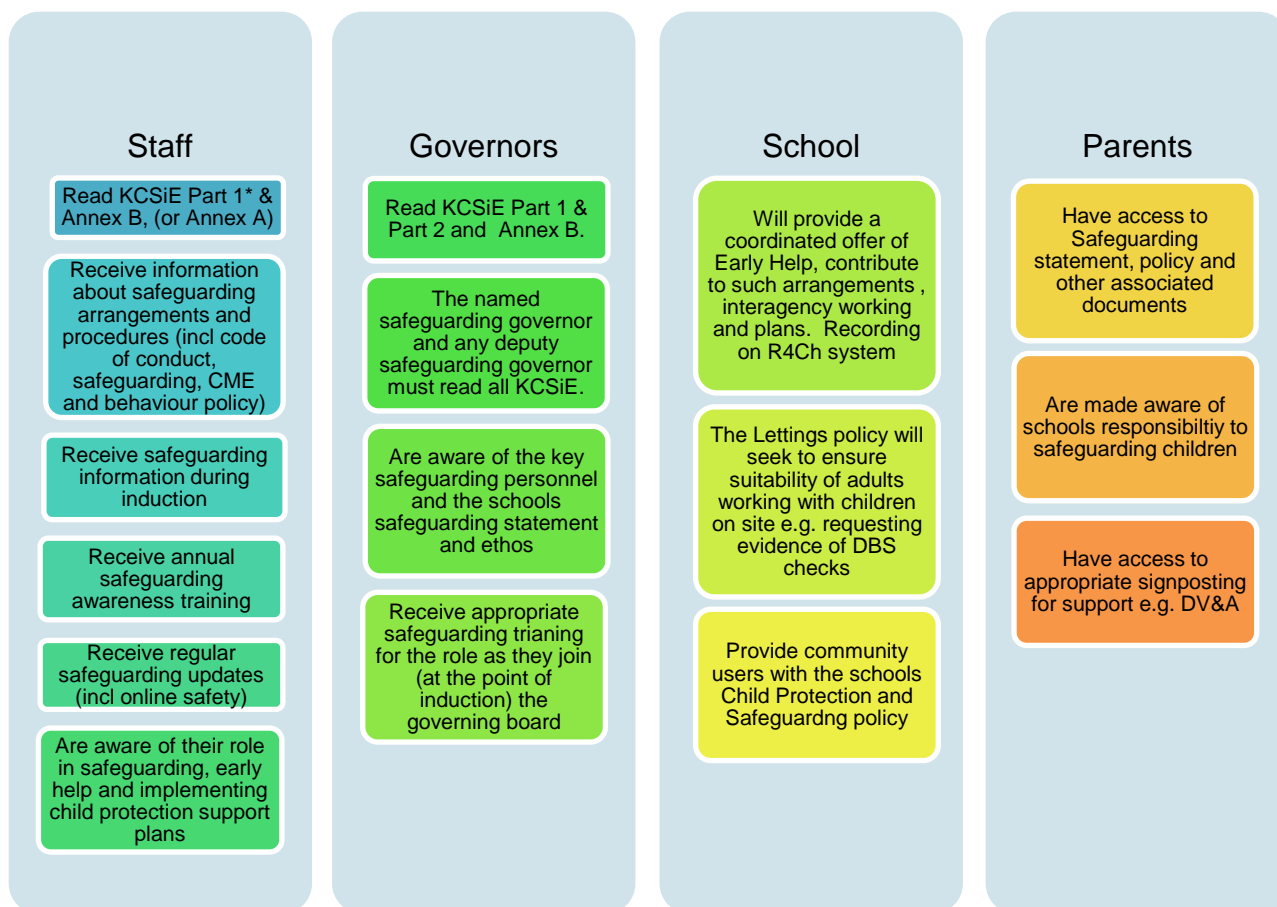 Staff
Read KCSiE Part 1* &
Annex B, (or Annex A)
Receive information
about safeguarding
arrangements and
procedures (incl code
of conduct,
safeguarding, CME
and behaviour policy)
Receive safeguarding
information during
induction
Receive annual
safeguarding
awareness training
Receive regular
safeguarding updates
(incl online safety)
Are aware of their role
in safeguarding, early
help and implementing
child protection support
plans
Governors
Read KCSiE Part 1 &
Part 2 and Annex B.
The named
safeguarding governor
and any deputy
safeguarding governor
must read all KCSiE.
Are aware of the key
safeguarding personnel
and the schools
safeguarding statement
and ethos
Receive appropriate
safeguarding trianing
for the role as they join
(at the point of
induction) the
governing board
School
Will provide a
coordinated offer of
Early Help, contribute
to such arrangements ,
interagency working
and plans. Recording
on R4Ch system
The Lettings policy will
seek to ensure
suitability of adults
working with children
on site e.g. requesting
evidence of DBS
checks
Provide community
users with the schools
Child Protection and
Safeguardng policy
Parents
Have access to
Safeguarding
statement, policy and
other associated
documents
Are made aware of
schools responsibiltiy to
safeguarding children
Have access to
appropriate signposting
for support e.g. DV&A